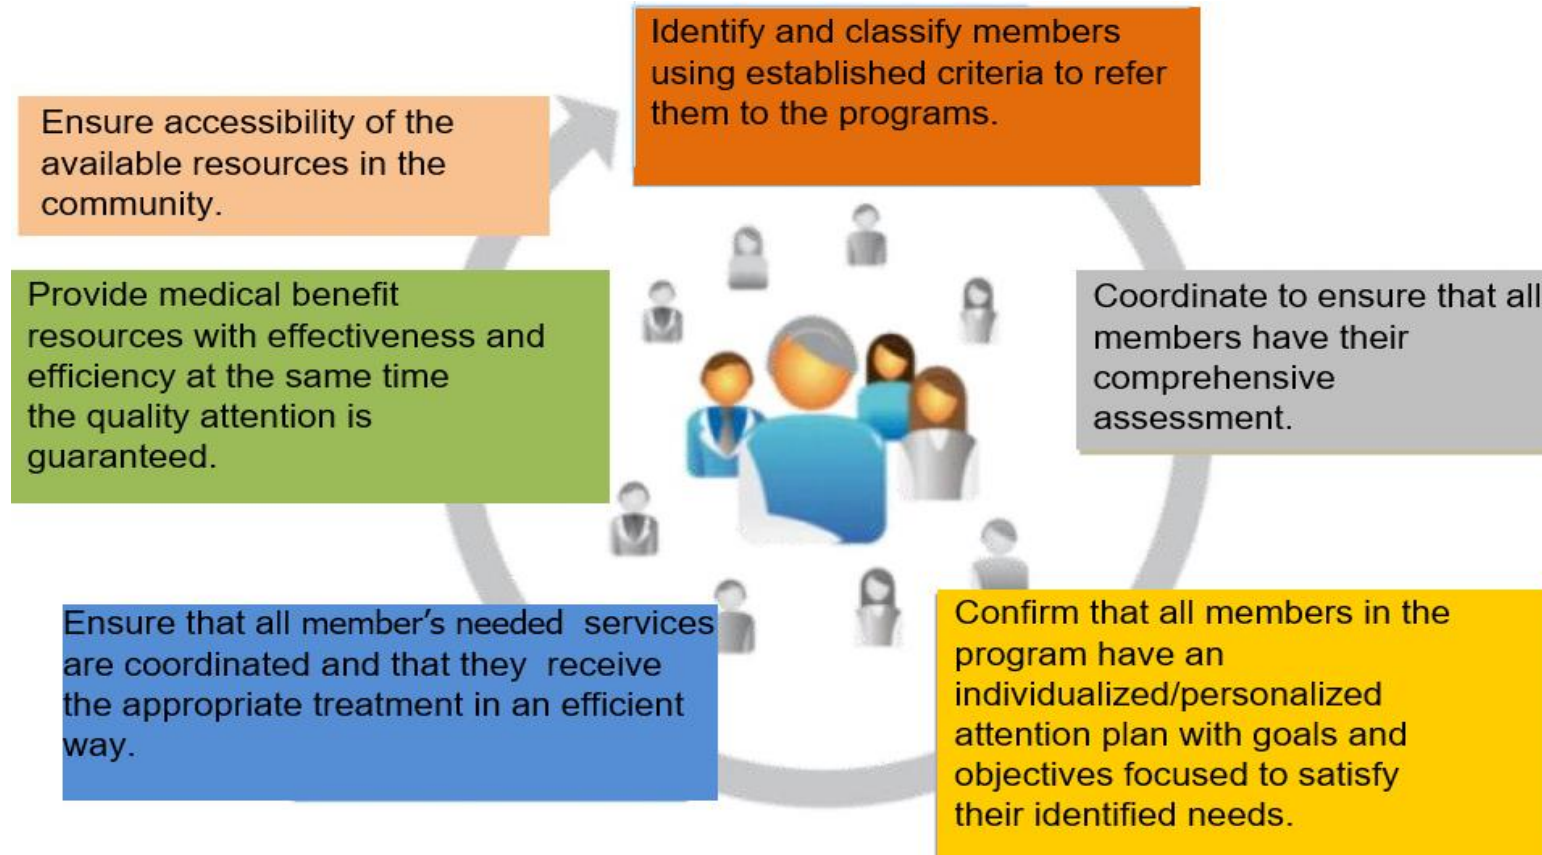 Identify and classify members
using established criteria to refer
them to the programs.
Ensure accessibility of the
available resources in the
community.
Provide medical benefit
resources with effectiveness and
efficiency at the same time
the quality attention is
guaranteed.
Coordinate to ensure that all
members have their
comprehensive
assessment.
Ensure that all member's needed services
are coordinated and that they receive
the appropriate treatment in an efficient
way.
Confirm that all members in the
program have an
individualized/personalized
attention plan with goals and
objectives focused to satisfy
their identified needs.